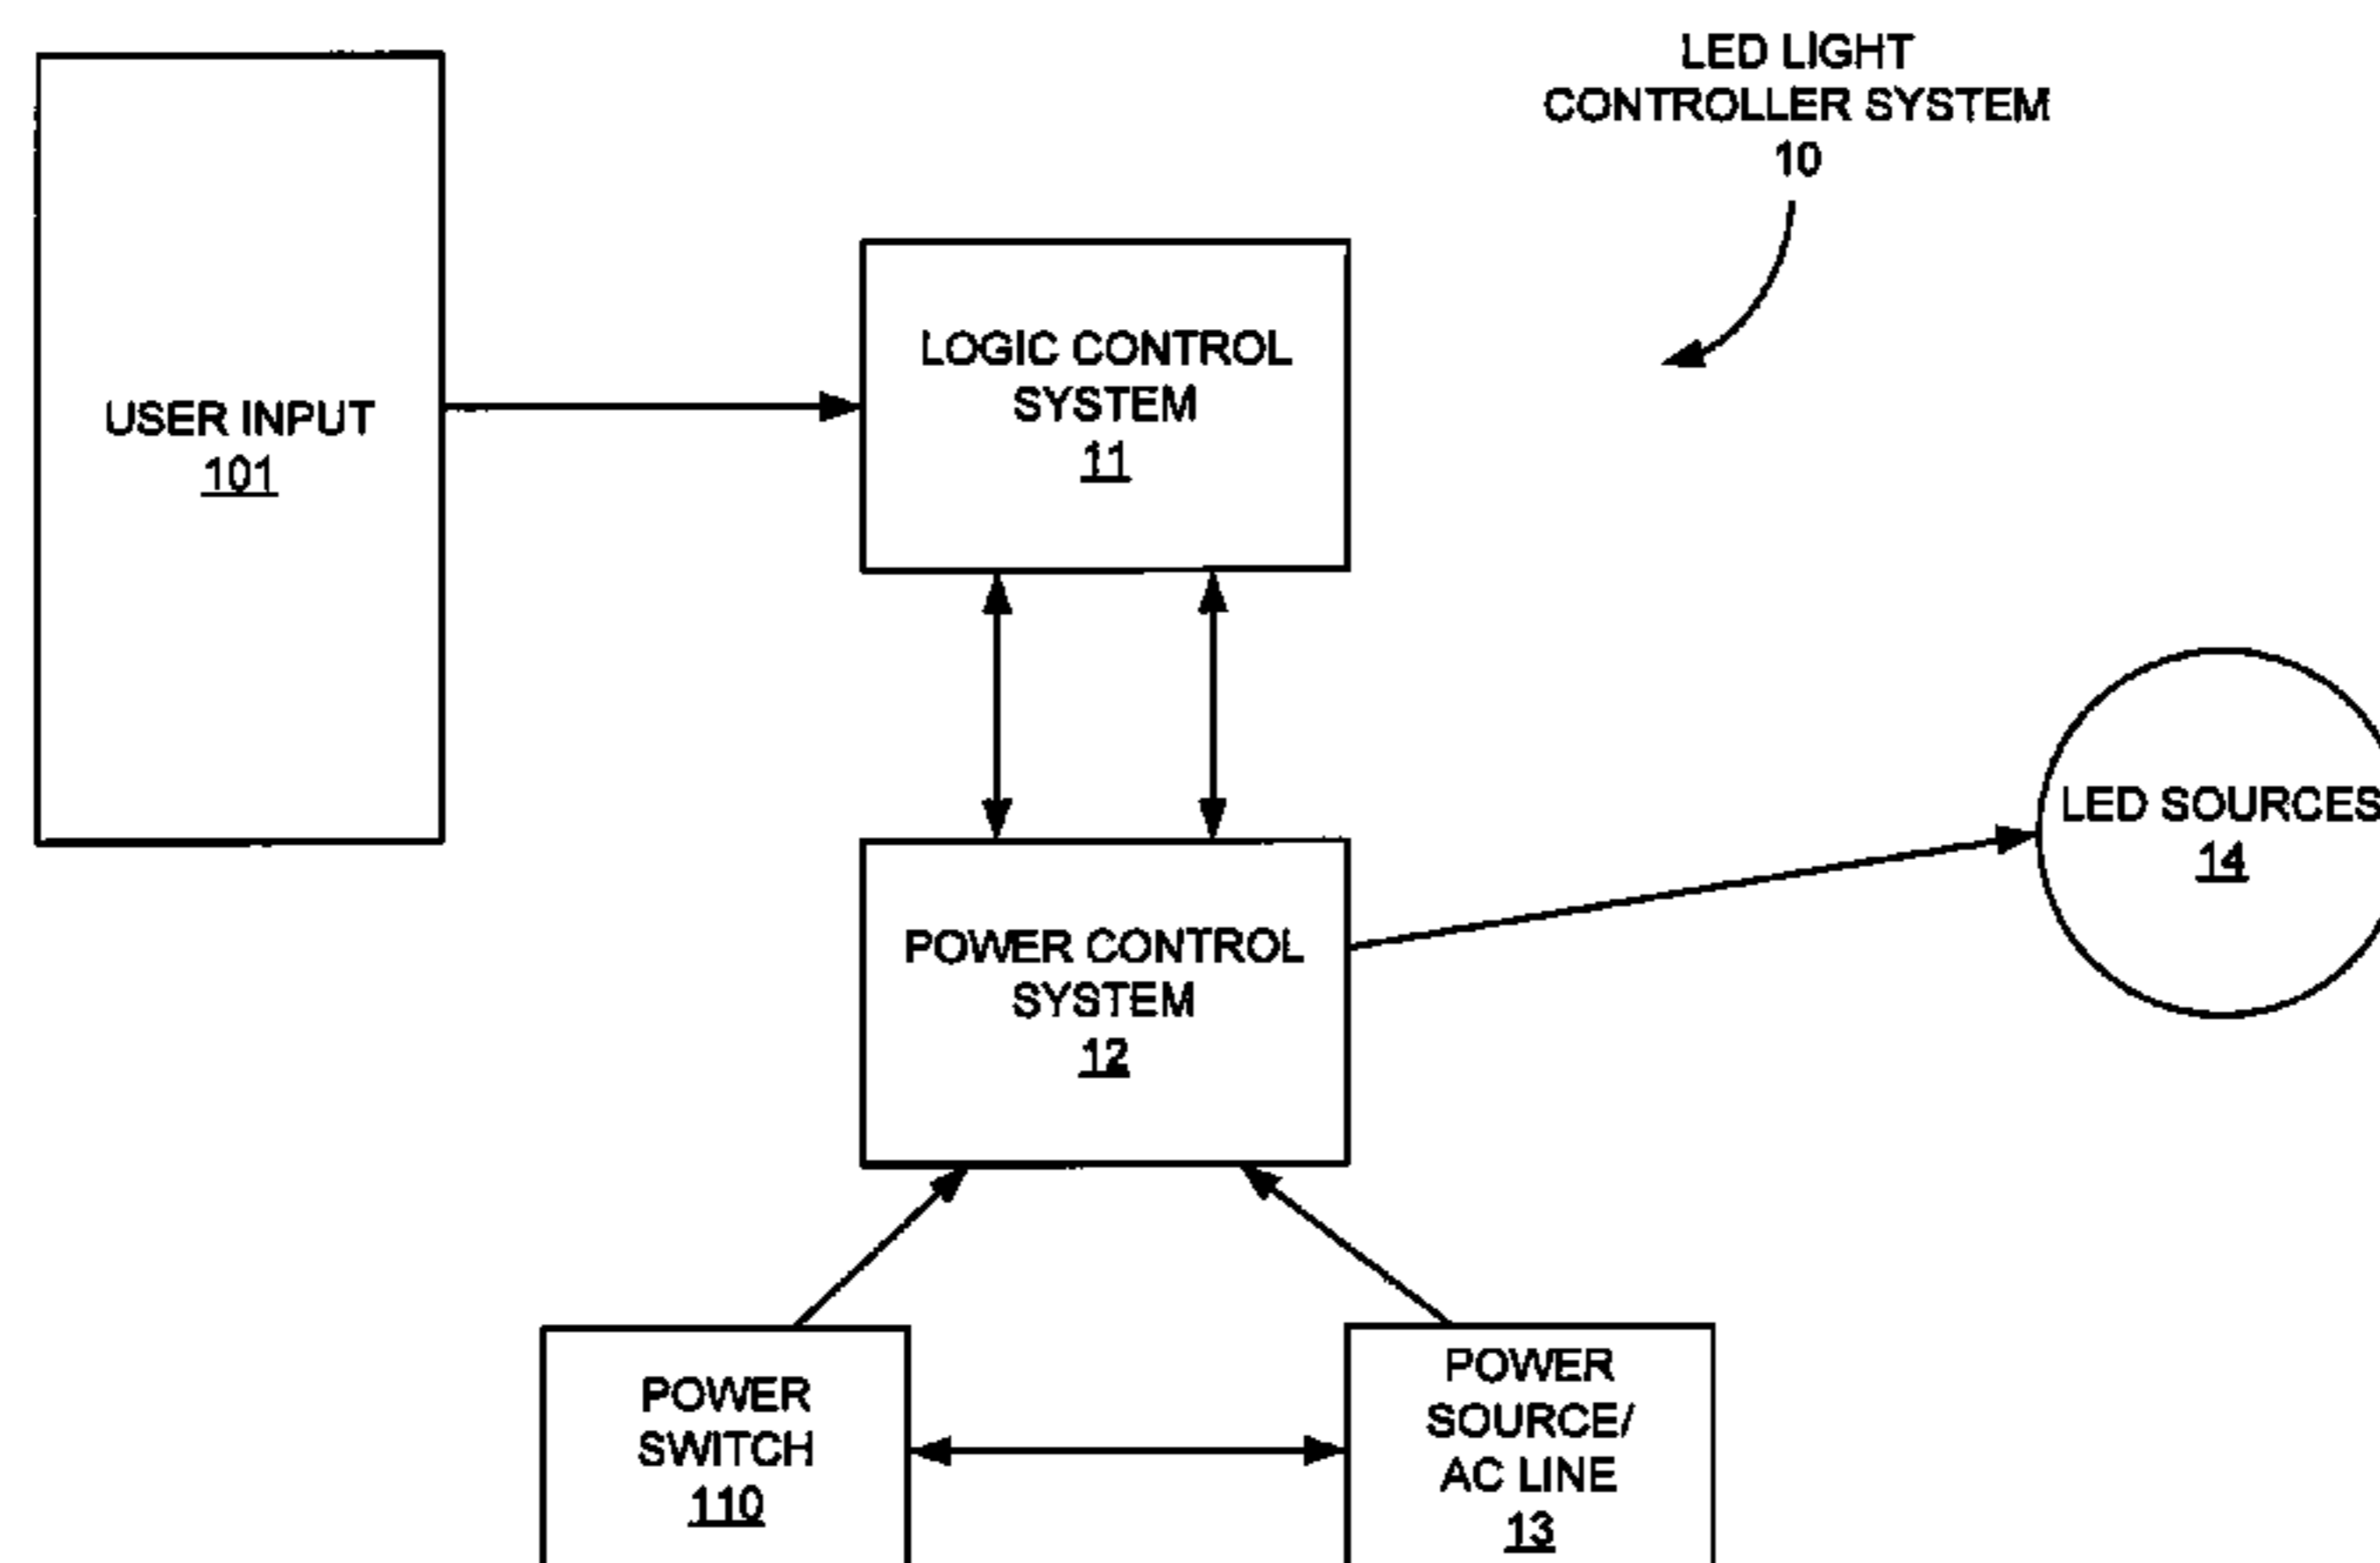 LED LIGHT
CONTROLLER SYSTEM
10
LOGIC CONTROL
SYSTEM
11
USER INPUT
101
LED SOURCES
14
POWER CONTROL
SYSTEM
12
POWER
SWITCH
110
POWER
SOURCE/
AC LINE
13